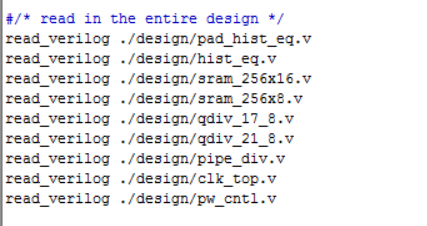 #/* read in the entire design */
read_verilog ./design/pad_hist_eq.v
read_verilog ./design/hist_eq.v
read_verilog ./design/sram_256x16.v
read_verilog ./design/sram_256x8.v
read_verilog ./design/qdiv_17_8.v
read_verilog ./design/qdiv_21_8.v
read_verilog ./design/pipe_div.v
read_verilog ./design/clk_top.v
read_verilog ./design/pw_cntl.v